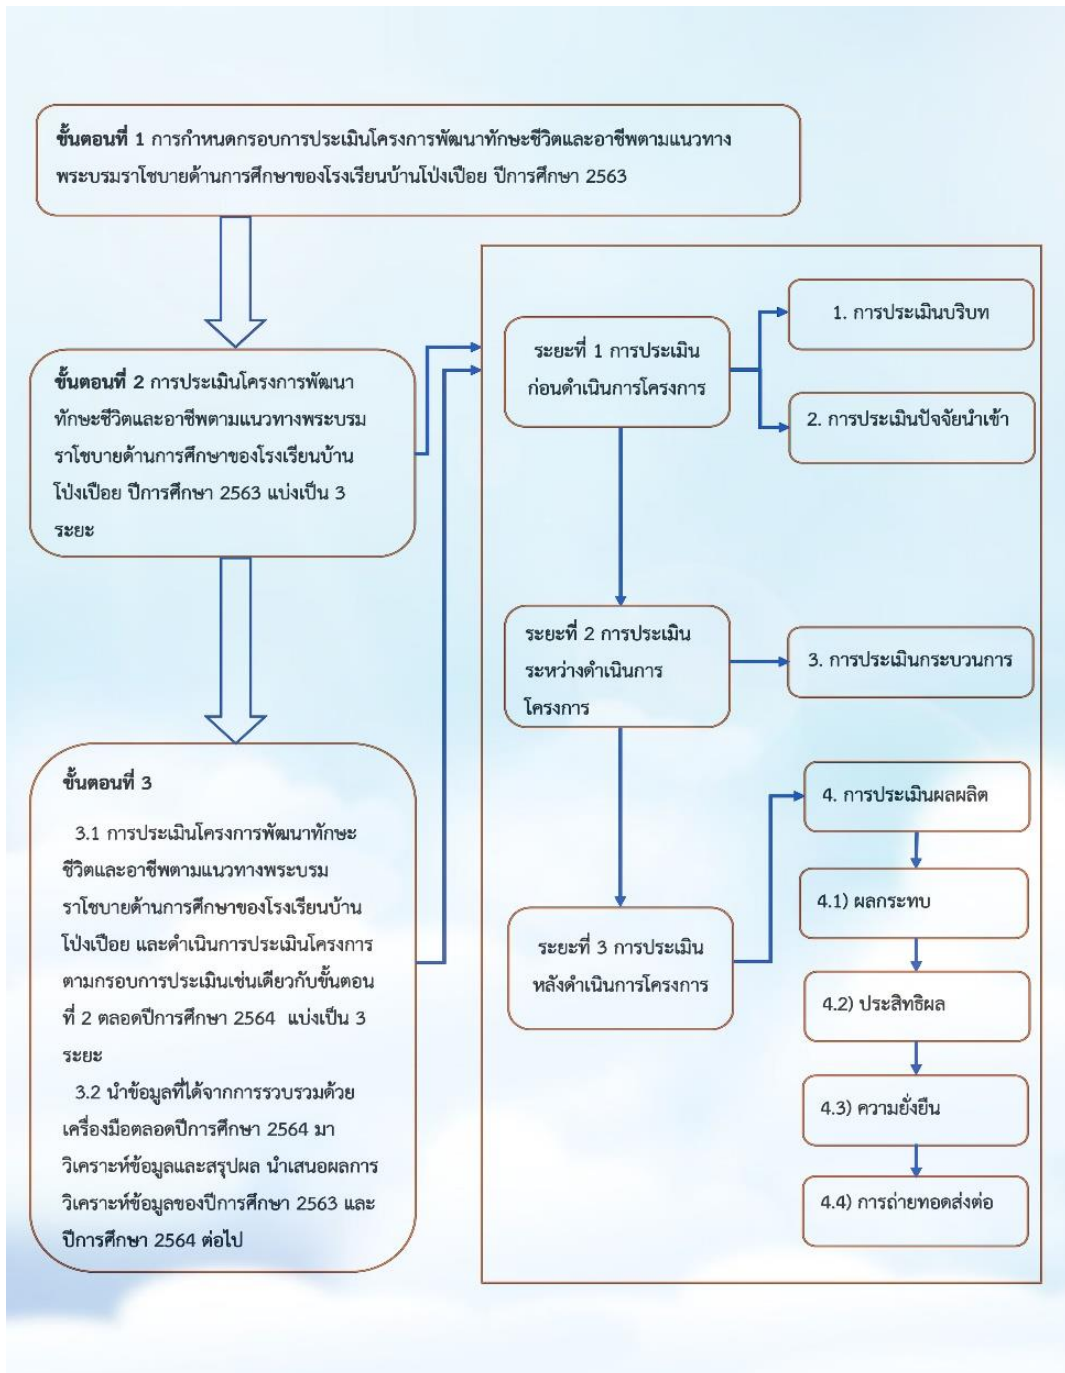 ขั้นตอนที่ 1 การกำหนดกรอบการประเมินโครงการพัฒนาทักษะชีวิตและอาชีพตามแนวทาง
พระบรมราโชบายด้านการศึกษาของโรงเรียนบ้านโป่งเปือย ปีการศึกษา 2563
ขั้นตอนที่ 2 การประเมินโครงการพัฒนา
ทักษะชีวิตและอาชีพตามแนวทางพระบรม
ราโชบายด้านการศึกษาของโรงเรียนบ้าน
โป่งเปือย ปีการศึกษา 2563 แบ่งเป็น 3
ระยะ
ขั้นตอนที่ 3
3.1 การประเมินโครงการพัฒนาทักษะ
ชีวิตและอาชีพตามแนวทางพระบรม
ราโชบายด้านการศึกษาของโรงเรียนบ้าน
โป่งเปือย และดำเนินการประเมินโครงการ
ตามกรอบการประเมินเช่นเดียวกับขั้นตอน
ที่ 2 ตลอดปีการศึกษา 2564 แบ่งเป็น 3
ระยะ
3.2 นำข้อมูลที่ได้จากการรวบรวมด้วย
เครื่องมือตลอดปีการศึกษา 2564 มา
วิเคราะห์ข้อมูลและสรุปผล นำเสนอผลการ
วิเคราะห์ข้อมูลของปีการศึกษา 2563 และ
ปีการศึกษา 2564 ต่อไป
ระยะที่ 1 การประเมิน
ก่อนดำเนินการโครงการ
1. การประเมินบริบท
2. การประเมินปัจจัยนำเข้า
ระยะที่ 2 การประเมิน
ระหว่างดำเนินการ
โครงการ
3. การประเมินกระบวนการ
ระยะที่ 3 การประเมิน
หลังดำเนินการโครงการ
4. การประเมินผลผลิต
4.1) ผลกระทบ
4.2) ประสิทธิผล
4.3) ความยั่งยืน
4.4) การถ่ายทอดส่งต่อ